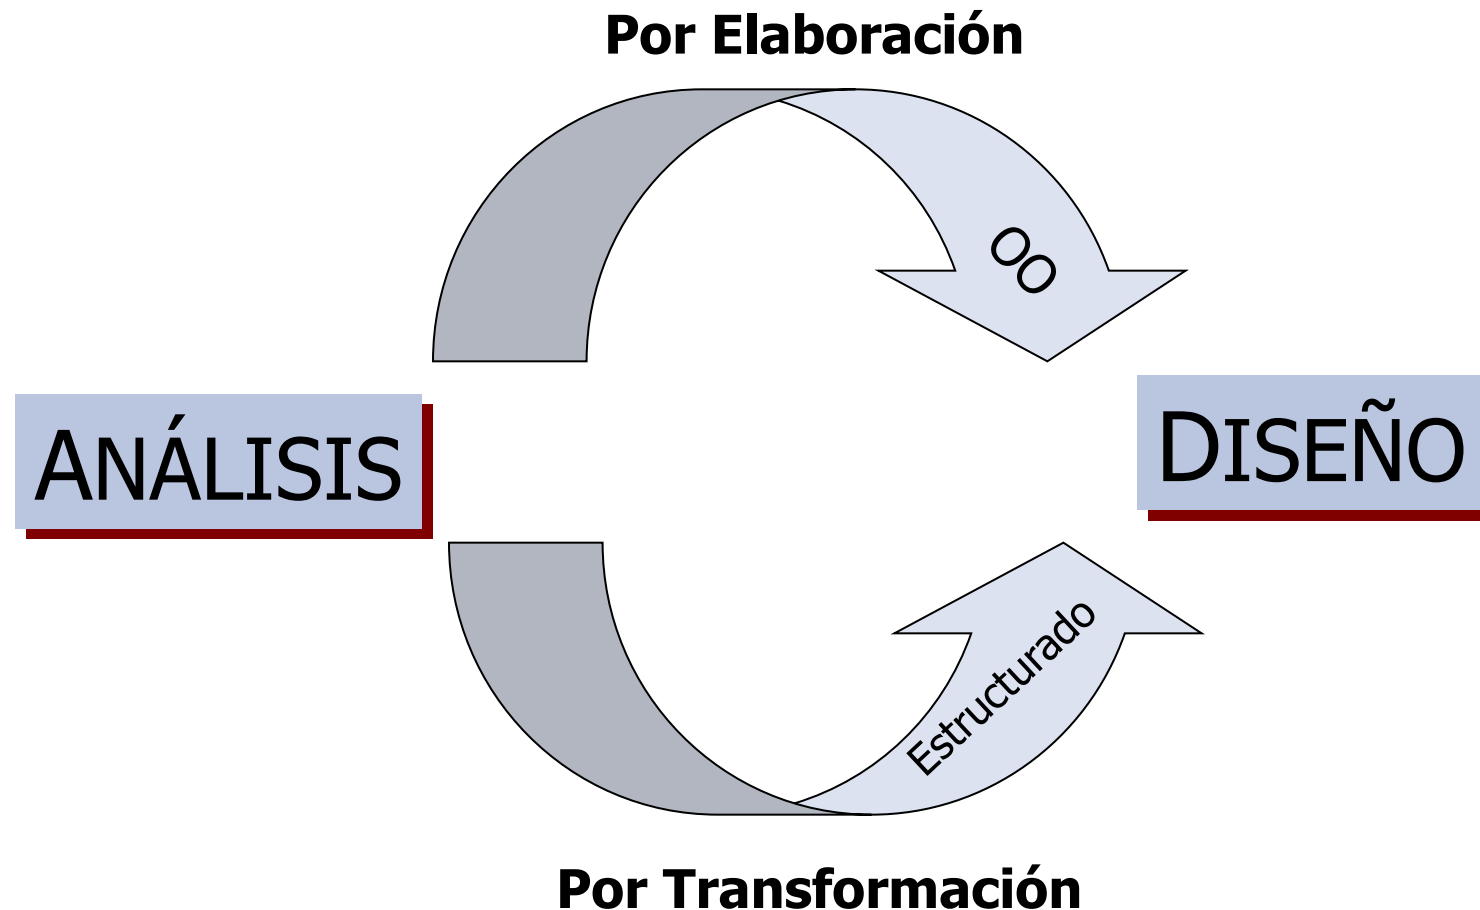 Por Elaboración
OO
ANÁLISIS
DISEÑO
Estructurado
Por Transformación